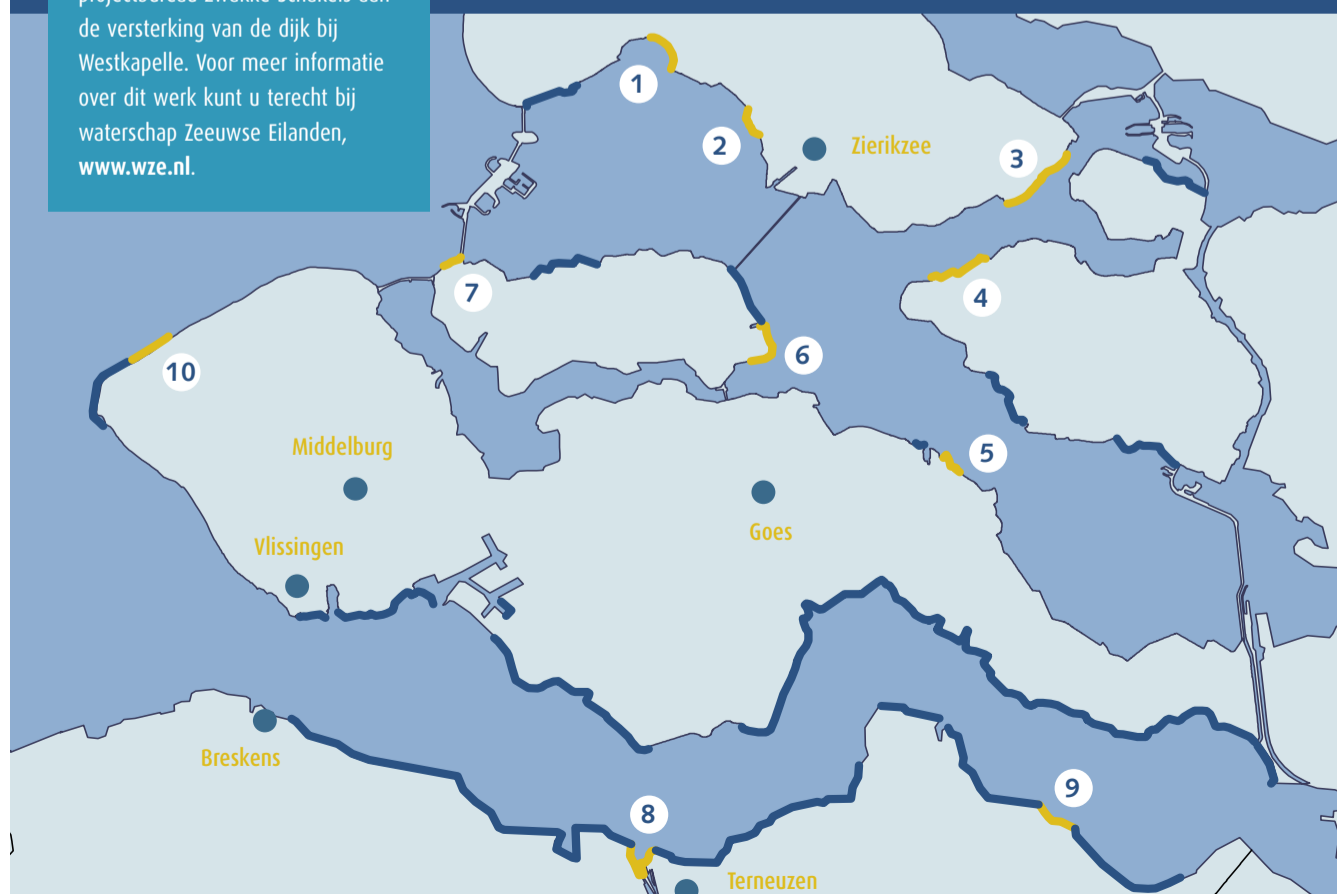 de versterking van de dijk bij
Westkapelle. Voor meer informatie
over dit werk kunt u terecht bij
waterschap Zeeuwse Eilanden,
www.wze.nl.
1
2
Zierikzee
3
7
4
6
10
Middelburg
5
Goes
Vlissingen
Breskens
8
9
Terneuzen